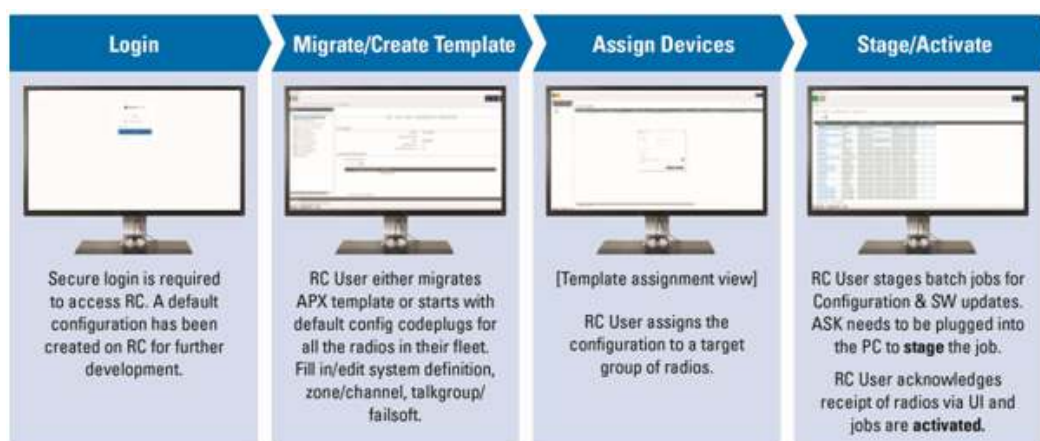 Login
Migrate/Create Template
Assign Devices
Stage/Activate
Secure login is required
to access RC. A default
configuration has been
created on RC for further
development.
RC User either migrates
APX template or starts with
default config codeplugs for
all the radios in their fleet.
Fill in/edit system definition,
zone/channel, talkgroup/
failsoft.
[Template assignment view]
RC User assigns the
configuration to a target
group of radios.
RC User stages batch jobs for
Configuration & SW updates.
ASK needs to be plugged into
the PC to stage the job.
RC User acknowledges
receipt of radios via UI and
jobs are activated.